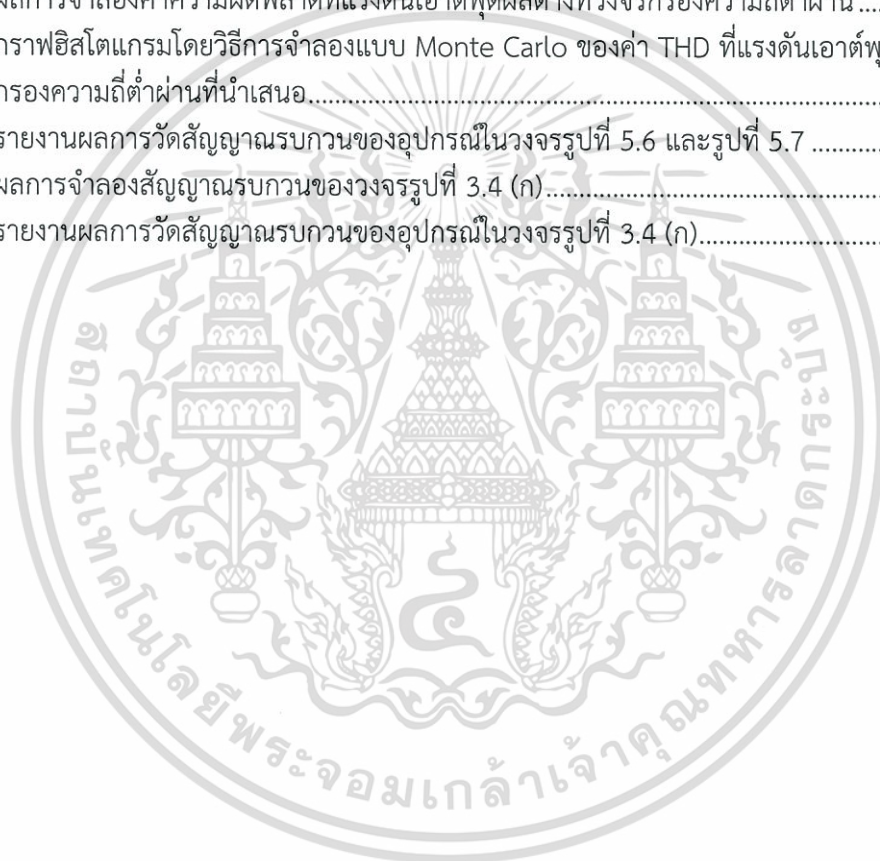 ผลการจำลองค่าความผิดพลาดที่แรงดันเอาต์พุตผลต่างที่วงจรกรองความถี่ต่ำผ่าน ....
กราฟฮิสโตแกรมโดยวิธีการจำลองแบบ Monte Carlo ของค่า THD ที่แรงดันเอาต์พุ
กรองความถี่ต่ำผ่านที่นำเสนอ....................................................................................
รายงานผลการวัดสัญญาณรบกวนของอุปกรณ์ในวงจรรูปที่ 5.6 และรูปที่ 5.7 ............
ผลการจำลองสัญญาณรบกวนของวงจรรูปที่ 3.4 (ก)..................................................
รายงานผลการวัดสัญญาณรบกวนของอุปกรณ์ในวงจรรูปที่ 3.4 (ก)...........................
สถาบันเทคโนโลยีพระจอมเกล้าเจ้าคุณทหารลาดกระบัง